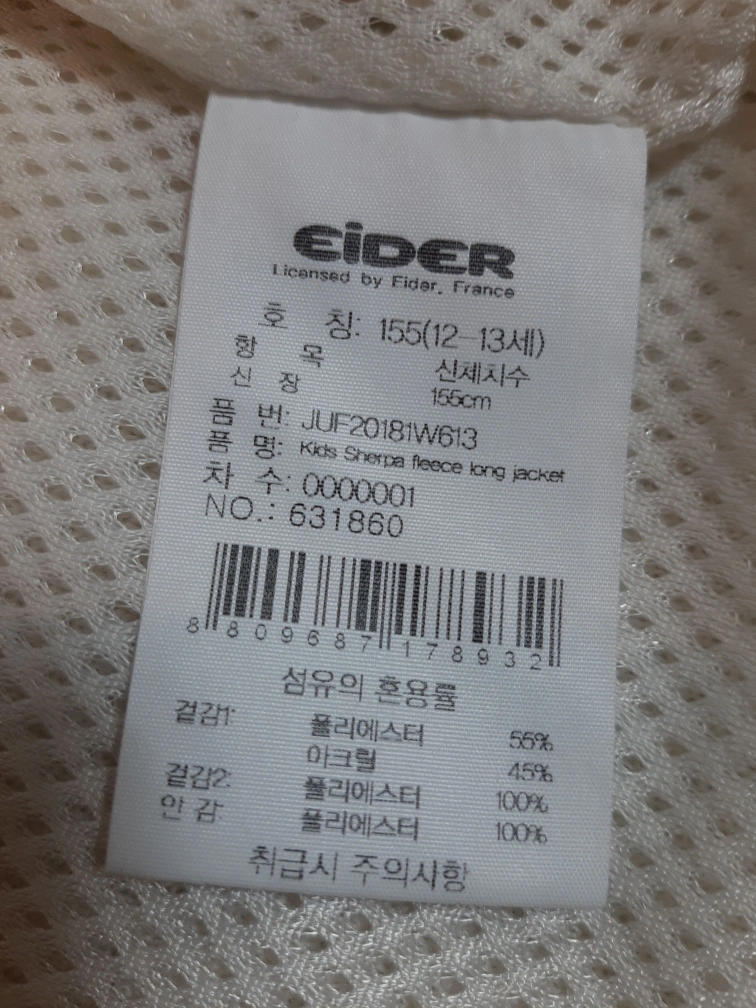 EiDER
Licensed by Eider, France
호 칭: 155(12-13세)
항 목 신체치수
신 장 155cm
품 번: JUF20181W613
품 명: Kids Sherpa fleece long jacket
차 수: 0000001
NO.: 631860
8 809687 178932
섬유의 혼용률
겉감1: 폴리에스터 55%
아크릴 45%
겉감2: 폴리에스터 100%
안 감: 폴리에스터 100%
취급시 주의사항